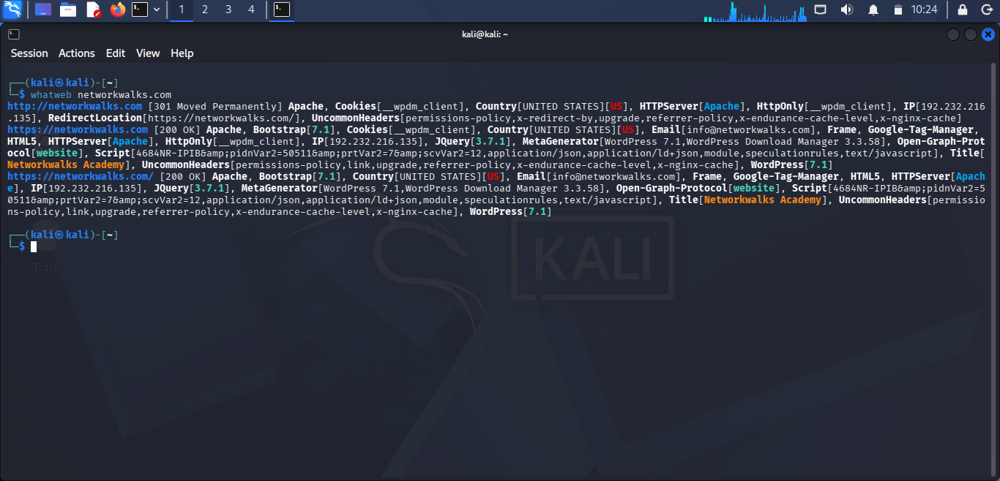 1 2 3 4 10:24
kali@kali: ~
Session Actions Edit View Help
┌──(kali㉿kali)-[~]
└─$ whatweb networkwalks.com
http://networkwalks.com [301 Moved Permanently] Apache, Cookies[__wpdm_client], Country[UNITED STATES][US], HTTPServer[Apache], HttpOnly[__wpdm_client], IP[192.232.216
.135], RedirectLocation[https://networkwalks.com/], UncommonHeaders[permissions-policy,x-redirect-by,upgrade,referrer-policy,x-endurance-cache-level,x-nginx-cache]
https://networkwalks.com [200 OK] Apache, Bootstrap[7.1], Cookies[__wpdm_client], Country[UNITED STATES][US], Email[info@networkwalks.com], Frame, Google-Tag-Manager,
HTML5, HTTPServer[Apache], HttpOnly[__wpdm_client], IP[192.232.216.135], JQuery[3.7.1], MetaGenerator[WordPress 7.1,WordPress Download Manager 3.3.58], Open-Graph-Prot
ocol[website], Script[4684NR-IPIB&amp;pidnVar2=50511&amp;prtVar2=7&amp;scvVar2=12,application/json,application/ld+json,module,speculationrules,text/javascript], Title[
Networkwalks Academy], UncommonHeaders[permissions-policy,link,upgrade,referrer-policy,x-endurance-cache-level,x-nginx-cache], WordPress[7.1]
https://networkwalks.com/ [200 OK] Apache, Bootstrap[7.1], Country[UNITED STATES][US], Email[info@networkwalks.com], Frame, Google-Tag-Manager, HTML5, HTTPServer[Apach
e], IP[192.232.216.135], JQuery[3.7.1], MetaGenerator[WordPress 7.1,WordPress Download Manager 3.3.58], Open-Graph-Protocol[website], Script[4684NR-IPIB&amp;pidnVar2=5
0511&amp;prtVar2=7&amp;scvVar2=12,application/json,application/ld+json,module,speculationrules,text/javascript], Title[Networkwalks Academy], UncommonHeaders[permissio
ns-policy,link,upgrade,referrer-policy,x-endurance-cache-level,x-nginx-cache], WordPress[7.1]
┌──(kali㉿kali)-[~]
└─$
Trash
KALI